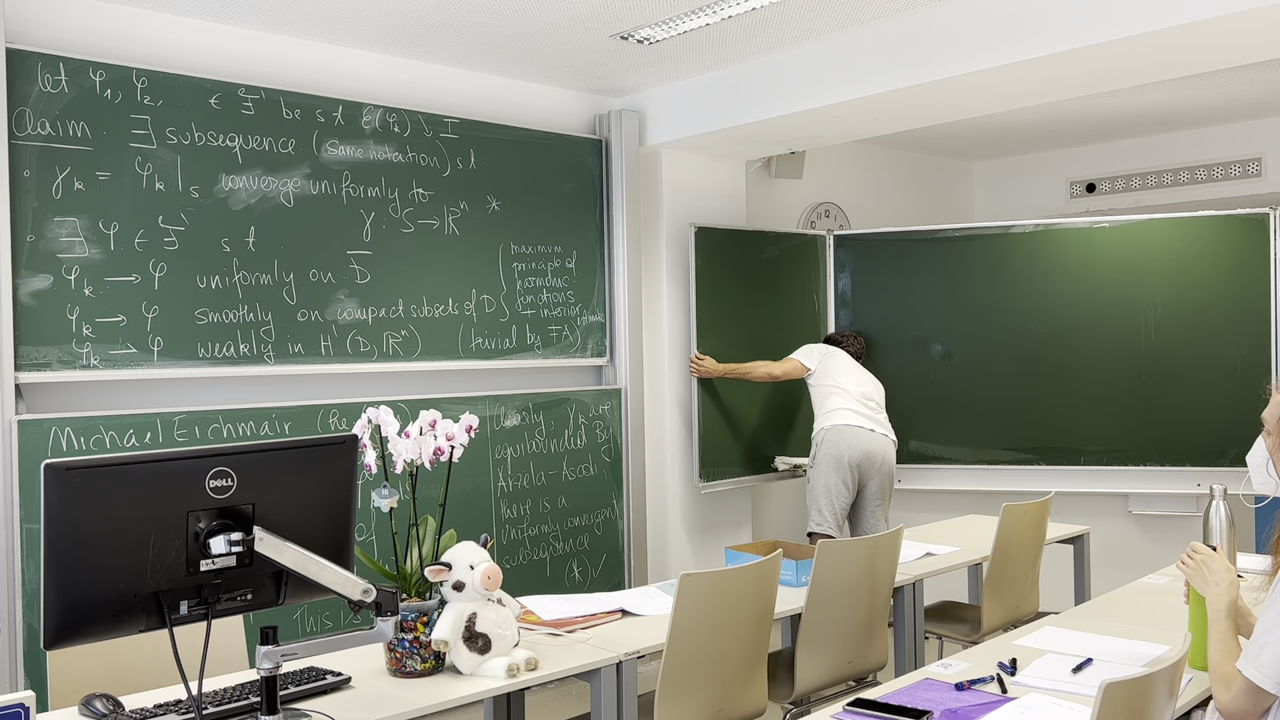 Let φ₁, φ₂, ∈ Ƒ' be s t E(φₖ) ↘ I
Claim. ∃ subsequence (same notation) s t
• γₖ = φₖ|ₛ converge uniformly to
γ : S → ℝⁿ *
• ∃ φ ∈ Ƒ' s t.
φₖ → φ uniformly on D̅
φₖ → φ smoothly on compact subsets of D
φₖ ⇀ φ weakly in H¹(D, ℝⁿ) (trivial by FA)
maximum
principle of
harmonic
functions
+ interior
Michael Eichmair (he
Clearly, γₖ are
equibounded By
Arzela-Ascoli,
there is a
uniformly convergent
subsequence
(*) ✓
This is
DELL